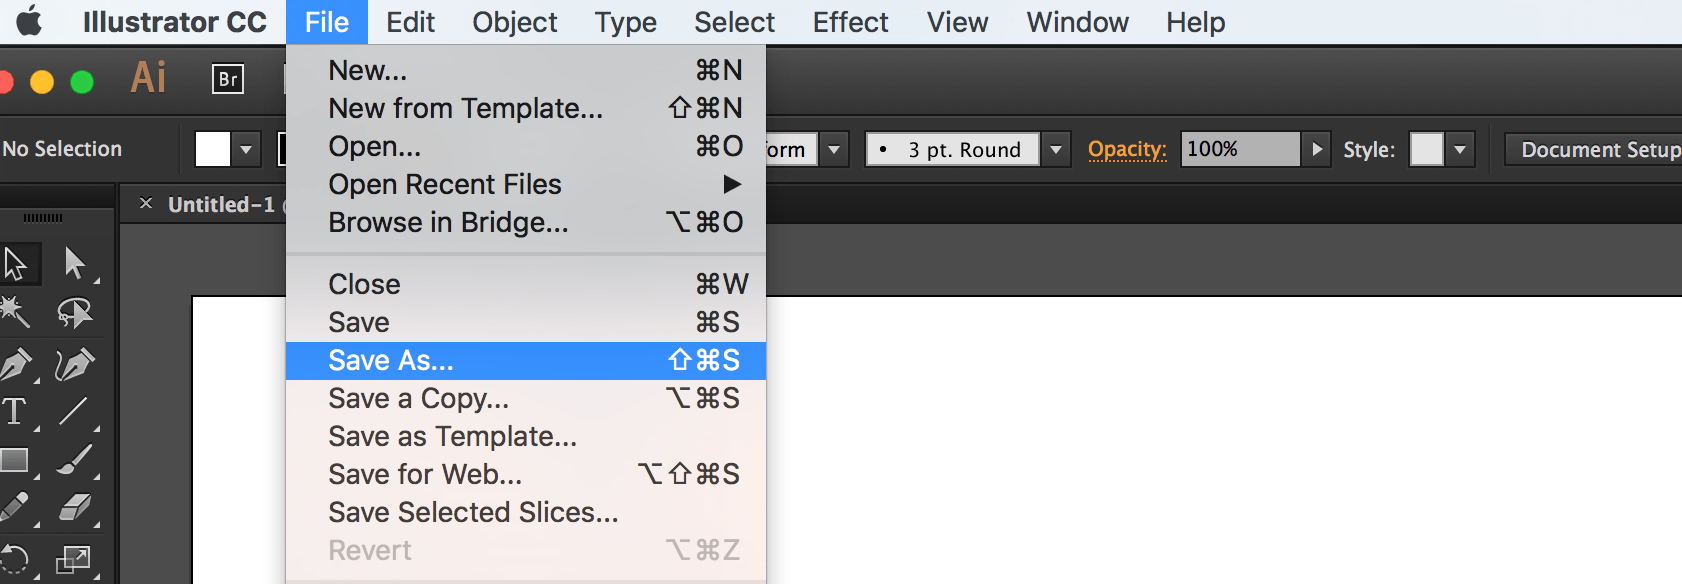 Illustrator CC File Edit Object Type Select Effect View Window Help
Ai Br
No Selection
orm • 3 pt. Round Opacity: 100% Style: Document Setup
× Untitled-1
New... ⌘N
New from Template... ⇧⌘N
Open... ⌘O
Open Recent Files ▶
Browse in Bridge... ⌥⌘O
Close ⌘W
Save ⌘S
Save As... ⇧⌘S
Save a Copy... ⌥⌘S
Save as Template...
Save for Web... ⌥⇧⌘S
Save Selected Slices...
Revert ⌥⌘Z
T